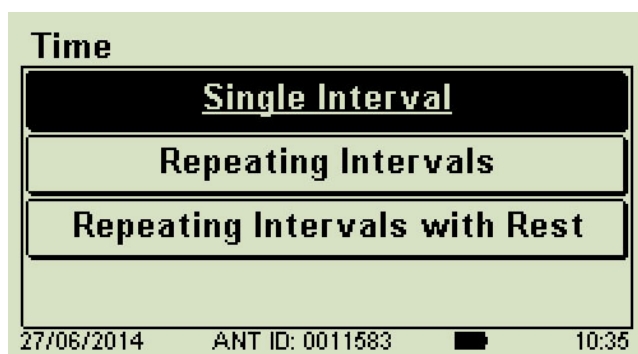 Time
Single Interval
Repeating Intervals
Repeating Intervals with Rest
27/06/2014 ANT ID: 0011583 10:35